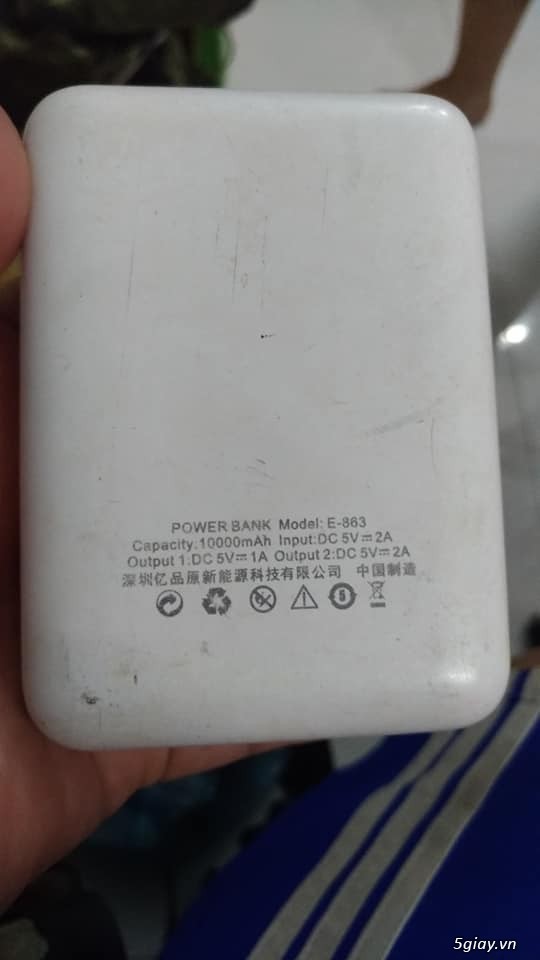 POWER BANK Model: E-863
Capacity:10000mAh Input:DC 5V⎓2A
Output 1:DC 5V⎓1A Output 2:DC 5V⎓2A
深圳亿品原新能源科技有限公司 中国制造
5giay.vn